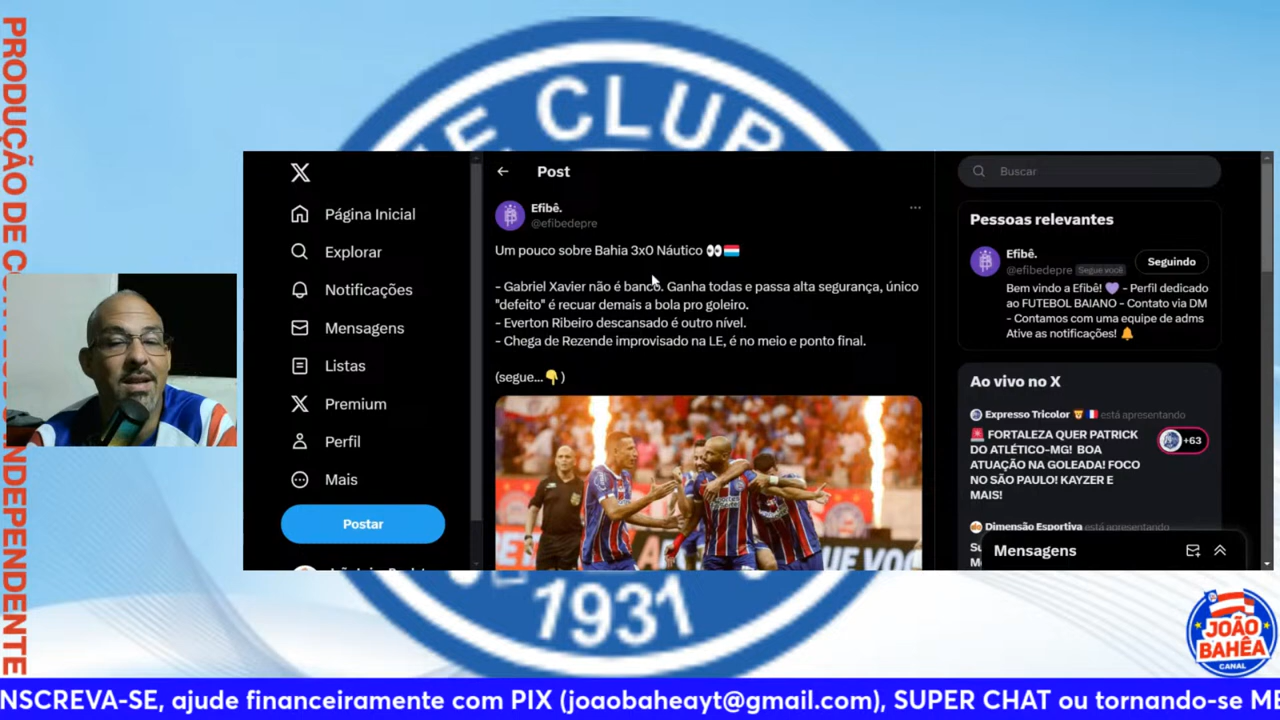 PRODUÇÃO DE CONTEÚDO INDEPENDENTE
E CLUB
1931
Página Inicial
Explorar
Notificações
Mensagens
Listas
Premium
Perfil
Mais
Postar
Post
Efibê.
@efibedepre
Um pouco sobre Bahia 3x0 Náutico 👀🇱🇺
- Gabriel Xavier não é banco. Ganha todas e passa alta segurança, único
"defeito" é recuar demais a bola pro goleiro.
- Everton Ribeiro descansado é outro nível.
- Chega de Rezende improvisado na LE, é no meio e ponto final.
(segue...👇)
QUE VOC
Buscar
Pessoas relevantes
Efibê.
@efibedepre Segue você
Seguindo
Bem vindo a Efibê! 💜 - Perfil dedicado
ao FUTEBOL BAIANO - Contato via DM
- Contamos com uma equipe de adms
Ative as notificações! 🔔
Ao vivo no X
Expresso Tricolor está apresentando
🚨 FORTALEZA QUER PATRICK
DO ATLÉTICO-MG! BOA
ATUAÇÃO NA GOLEADA! FOCO
NO SÃO PAULO! KAYZER E
MAIS!
+63
Dimensão Esportiva está apresentando
Mensagens
JOÃO
BAHÊA
CANAL
NSCREVA-SE, ajude financeiramente com PIX (joaobaheayt@gmail.com), SUPER CHAT ou tornando-se ME